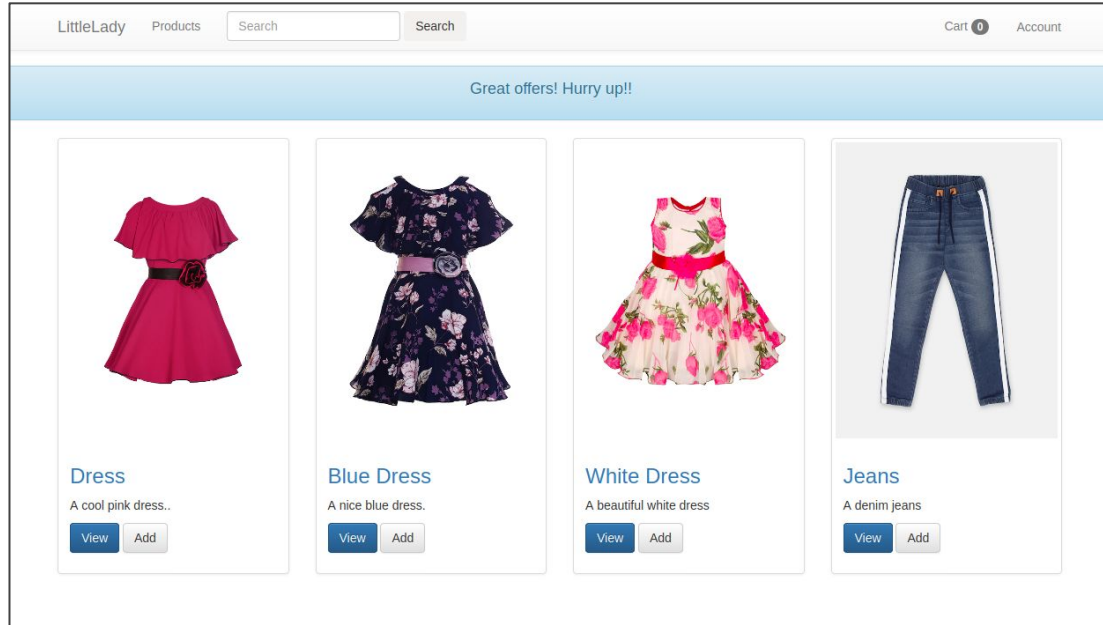 LittleLady Products Search Search Cart 0 Account
Great offers! Hurry up!!
Dress
A cool pink dress..
View Add
Blue Dress
A nice blue dress.
View Add
White Dress
A beautiful white dress
View Add
Jeans
A denim jeans
View Add